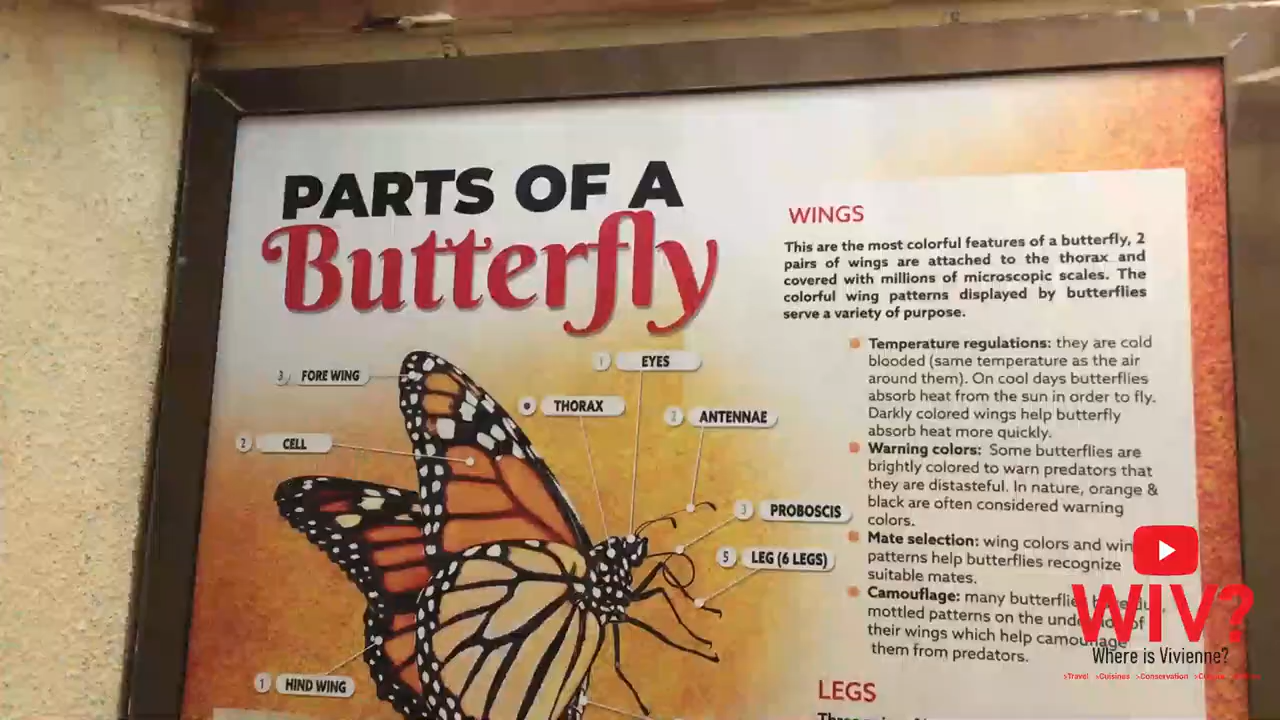 PARTS OF A
Butterfly
1 EYES
3 FORE WING
THORAX
2 ANTENNAE
2 CELL
3 PROBOSCIS
5 LEG (6 LEGS)
1 HIND WING
WINGS
This are the most colorful features of a butterfly, 2
pairs of wings are attached to the thorax and
covered with millions of microscopic scales. The
colorful wing patterns displayed by butterflies
serve a variety of purpose.
Temperature regulations: they are cold
blooded (same temperature as the air
around them). On cool days butterflies
absorb heat from the sun in order to fly.
Darkly colored wings help butterfly
absorb heat more quickly.
Warning colors: Some butterflies are
brightly colored to warn predators that
they are distasteful. In nature, orange &
black are often considered warning
colors.
Mate selection: wing colors and
patterns help butterflies recognize
suitable mates.
Camouflage: many
mottled patterns on the
their wings which help camouflage
them from predators.
LEGS
WIV?
Where is Vivienne?
>Travel >Cuisines >Conservation